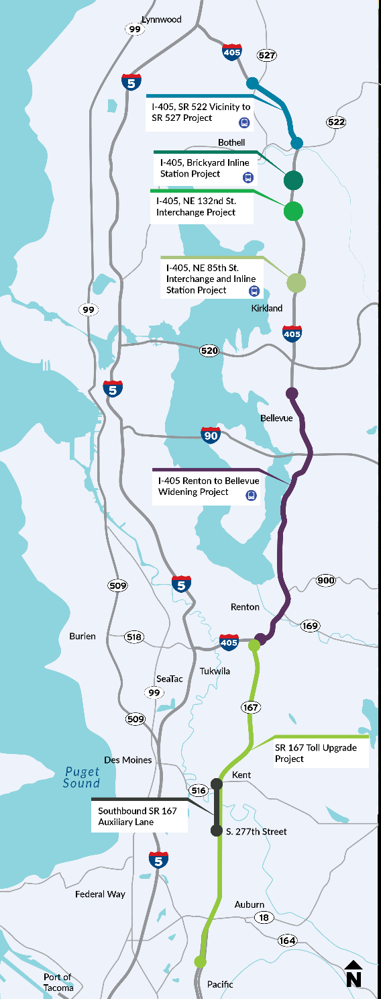 Lynnwood
99
405
527
5
I-405, SR 522 Vicinity to
SR 527 Project
522
Bothell
I-405, Brickyard Inline
Station Project
I-405, NE 132nd St.
Interchange Project
I-405, NE 85th St.
Interchange and Inline
Station Project
Kirkland
99
405
520
5
Bellevue
90
I-405 Renton to Bellevue
Widening Project
900
5
509
Renton
169
Burien
518
405
Tukwila
SeaTac
99
167
509
SR 167 Toll Upgrade
Project
Des Moines
Puget
Sound
Kent
516
Southbound SR 167
Auxiliary Lane
S. 277th Street
5
Federal Way
Auburn
18
164
N
Port of
Tacoma
Pacific